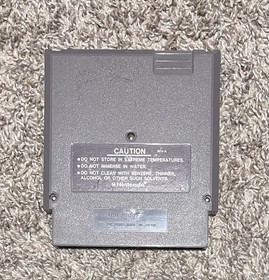 CAUTION
●DO NOT STORE IN EXTREME TEMPERATURES.
●DO NOT IMMERSE IN WATER.
●DO NOT CLEAN WITH BENZENE, THINNER,
ALCOHOL OR OTHER SUCH SOLVENTS.
Nintendo